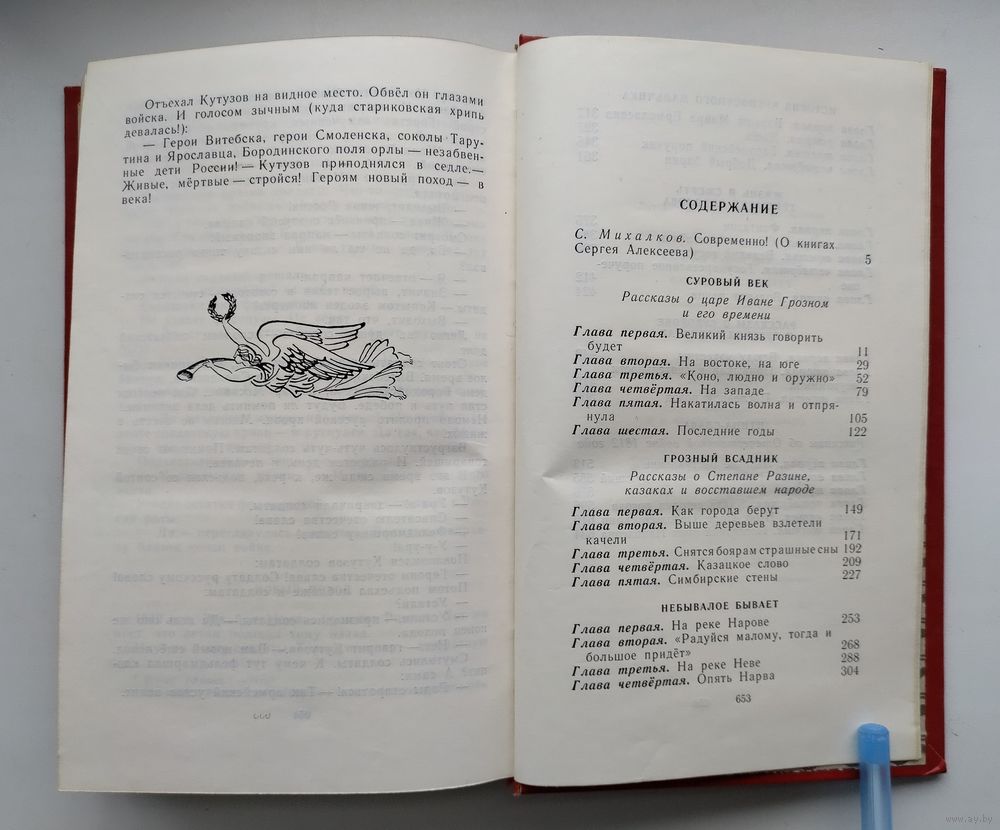 Отъехал Кутузов на видное место. Обвёл он глазами
войска. И голосом зычным (куда стариковская хрипь
девалась!):
— Герои Витебска, герои Смоленска, соколы Тару-
тина и Ярославца, Бородинского поля орлы — незабвен-
ные дети России! — Кутузов приподнялся в седле.—
Живые, мёртвые — стройся! Героям новый поход — в
века!
СОДЕРЖАНИЕ
С. Михалков. Современно! (О книгах
Сергея Алексеева) 5
СУРОВЫЙ ВЕК
Рассказы о царе Иване Грозном
и его времени
Глава первая. Великий князь говорить
будет 11
Глава вторая. На востоке, на юге 29
Глава третья. «Коно, людно и оружно» 52
Глава четвёртая. На западе 79
Глава пятая. Накатилась волна и отпря-
нула 105
Глава шестая. Последние годы 122
ГРОЗНЫЙ ВСАДНИК
Рассказы о Степане Разине,
казаках и восставшем народе
Глава первая. Как города берут 149
Глава вторая. Выше деревьев взлетели
качели 171
Глава третья. Снятся боярам страшные сны 192
Глава четвёртая. Казацкое слово 209
Глава пятая. Симбирские стены 227
НЕБЫВАЛОЕ БЫВАЕТ
Глава первая. На реке Нарове 253
Глава вторая. «Радуйся малому, тогда и
большое придёт» 268
Глава третья. На реке Неве 288
Глава четвёртая. Опять Нарва 304
653
www.ay.by